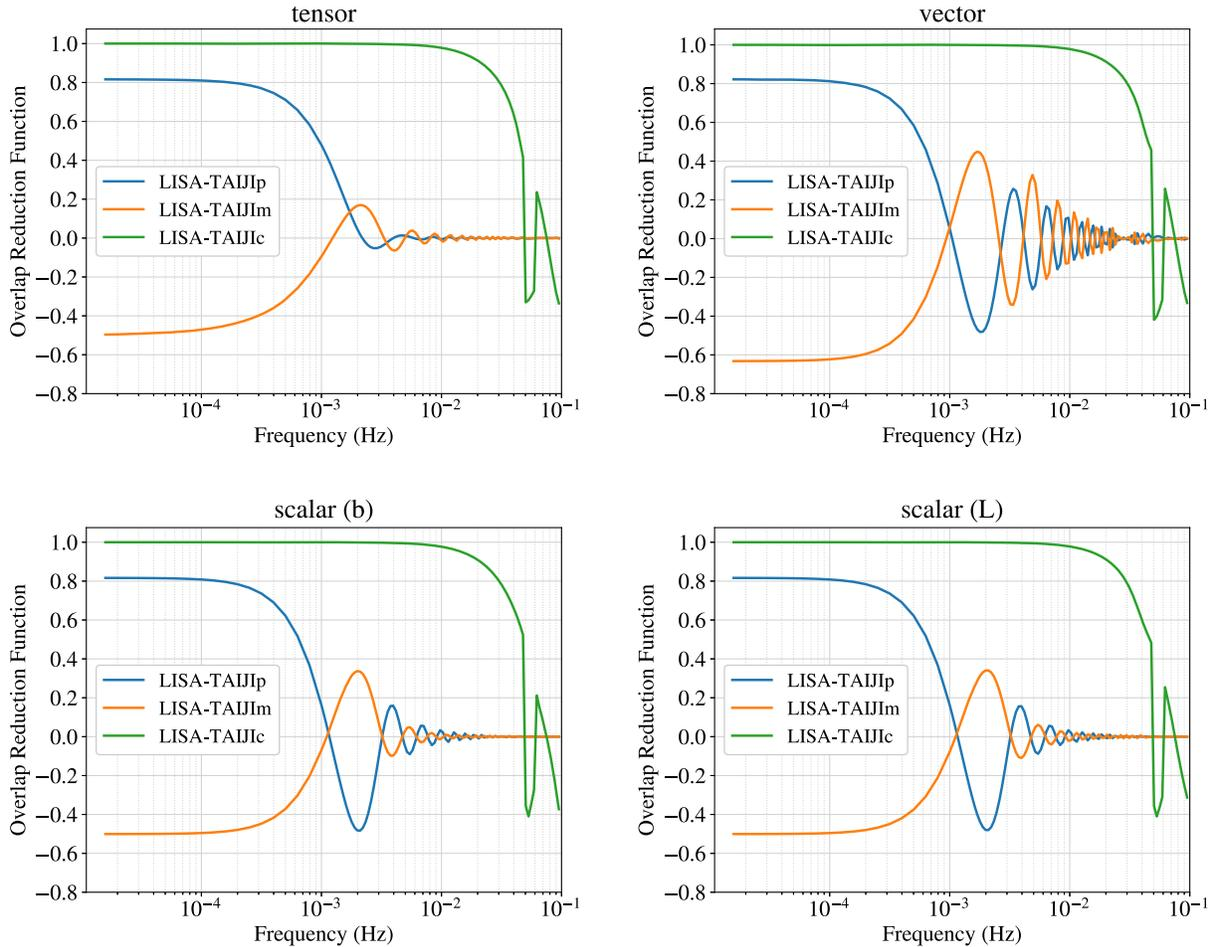 tensor
Overlap Reduction Function
1.0
0.8
0.6
0.4
0.2
0.0
−0.2
−0.4
−0.6
−0.8
LISA-TAIJIp
LISA-TAIJIm
LISA-TAIJIc
10⁻⁴ 10⁻³ 10⁻² 10⁻¹
Frequency (Hz)
vector
Overlap Reduction Function
1.0
0.8
0.6
0.4
0.2
0.0
−0.2
−0.4
−0.6
−0.8
LISA-TAIJIp
LISA-TAIJIm
LISA-TAIJIc
10⁻⁴ 10⁻³ 10⁻² 10⁻¹
Frequency (Hz)
scalar (b)
Overlap Reduction Function
1.0
0.8
0.6
0.4
0.2
0.0
−0.2
−0.4
−0.6
−0.8
LISA-TAIJIp
LISA-TAIJIm
LISA-TAIJIc
10⁻⁴ 10⁻³ 10⁻² 10⁻¹
Frequency (Hz)
scalar (L)
Overlap Reduction Function
1.0
0.8
0.6
0.4
0.2
0.0
−0.2
−0.4
−0.6
−0.8
LISA-TAIJIp
LISA-TAIJIm
LISA-TAIJIc
10⁻⁴ 10⁻³ 10⁻² 10⁻¹
Frequency (Hz)